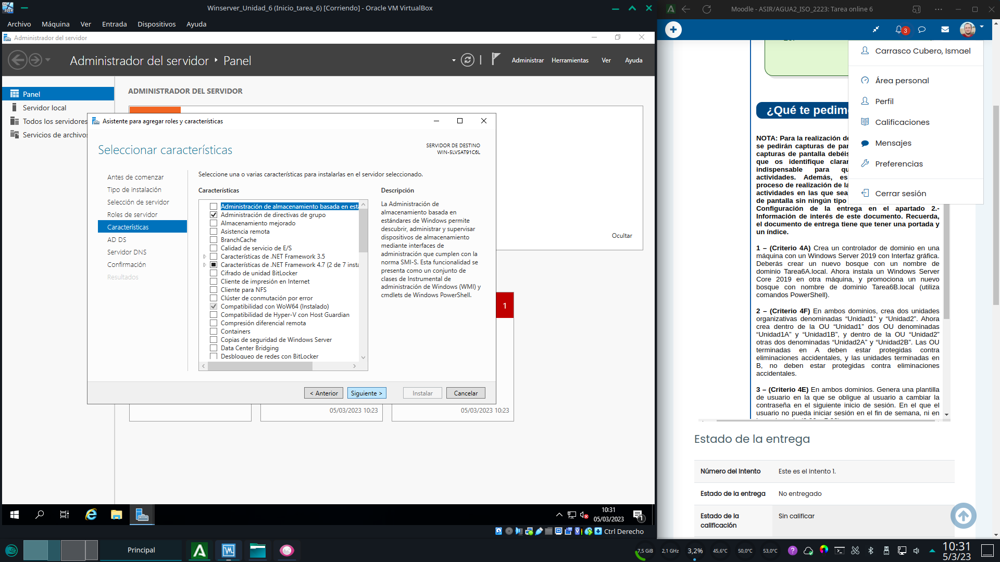 Winserver_Unidad_6 (Inicio_tarea_6) [Corriendo] - Oracle VM VirtualBox
Archivo Máquina Ver Entrada Dispositivos Ayuda
Administrador del servidor
Administrador del servidor ‣ Panel
Administrar Herramientas Ver Ayuda
Panel
Servidor local
Todos los servidores
Servicios de archivos
ADMINISTRADOR DEL SERVIDOR
Asistente para agregar roles y características
Seleccionar características
SERVIDOR DE DESTINO
WIN-5LVSAT91C6L
Antes de comenzar
Tipo de instalación
Selección de servidor
Roles de servidor
Características
AD DS
Servidor DNS
Confirmación
Resultados
Seleccione una o varias características para instalarlas en el servidor seleccionado.
Características
Administración de almacenamiento basada en está
Administración de directivas de grupo
Almacenamiento mejorado
Asistencia remota
BranchCache
Calidad de servicio de E/S
Características de .NET Framework 3.5
Características de .NET Framework 4.7 (2 de 7 insta
Cifrado de unidad BitLocker
Cliente de impresión en Internet
Cliente para NFS
Clúster de conmutación por error
Compatibilidad con WoW64 (Instalado)
Compatibilidad de Hyper-V con Host Guardian
Compresión diferencial remota
Containers
Copias de seguridad de Windows Server
Data Center Bridging
Desbloqueo de redes con BitLocker
Descripción
La Administración de
almacenamiento basada en
estándares de Windows permite
descubrir, administrar y supervisar
dispositivos de almacenamiento
mediante interfaces de
administración que cumplen con la
norma SMI-S. Esta funcionalidad se
presenta como un conjunto de
clases de Instrumental de
administración de Windows (WMI) y
cmdlets de Windows PowerShell.
< Anterior Siguiente > Instalar Cancelar
Ocultar
1
05/03/2023 10:23
05/03/2023 10:23
10:31
05/03/2023
1
Ctrl Derecho
Moodle - ASIR/AGUA2_ISO_2223: Tarea online 6
3
Carrasco Cubero, Ismael
Área personal
Perfil
Calificaciones
Mensajes
Preferencias
Cerrar sesión
¿Qué te pedimo
NOTA: Para la realización de
se pedirán capturas de pan
capturas de pantalla debéis
que os identifique claran
indispensable para qu
actividades. Además, es
proceso de realización de la
actividades en las que sea
de pantalla sin ningún tipo
Configuración de la entrega en el apartado 2.-
Información de interés de este documento. Recuerda,
el documento de entrega tiene que tener una portada y
un índice.
1 – (Criterio 4A) Crea un controlador de dominio en una
máquina con un Windows Server 2019 con Interfaz gráfica.
Deberás crear un nuevo bosque con un nombre de
dominio Tarea6A.local. Ahora instala un Windows Server
Core 2019 en otra máquina, y promociona un nuevo
bosque con nombre de dominio Tarea6B.local (utiliza
comandos PowerShell).
2 – (Criterio 4F) En ambos dominios, crea dos unidades
organizativas denominadas “Unidad1” y “Unidad2”. Ahora
crea dentro de la OU “Unidad1” dos OU denominadas
“Unidad1A” y “Unidad1B”, y dentro de la OU “Unidad2”
otras dos denominadas “Unidad2A” y “Unidad2B”. Las OU
terminadas en A deben estar protegidas contra
eliminaciones accidentales, y las unidades terminadas en
B, no deben estar protegidas contra eliminaciones
accidentales.
3 – (Criterio 4E) En ambos dominios. Genera una plantilla
de usuario en la que se obligue al usuario a cambiar la
contraseña en el siguiente inicio de sesión. En el que el
usuario no pueda iniciar sesión en el fin de semana, ni en
Estado de la entrega
Número del intento Este es el intento 1.
Estado de la entrega No entregado
Estado de la
calificación
Sin calificar
Principal
7,5 GiB 2,1 GHz 3,2% 45,6°C 50,0°C 53,0°C
10:31
5/3/23